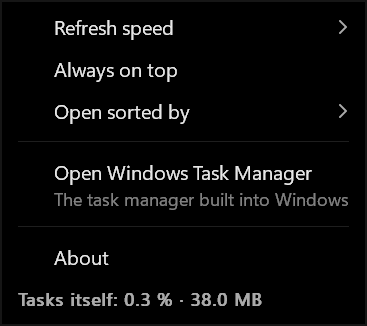 Refresh speed
Always on top
Open sorted by
Open Windows Task Manager
The task manager built into Windows
About
Tasks itself: 0.3 % · 38.0 MB